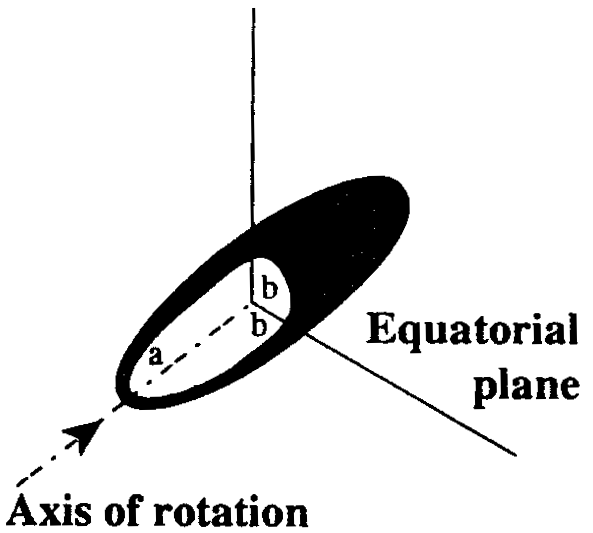 b
b
a
Equatorial
plane
Axis of rotation